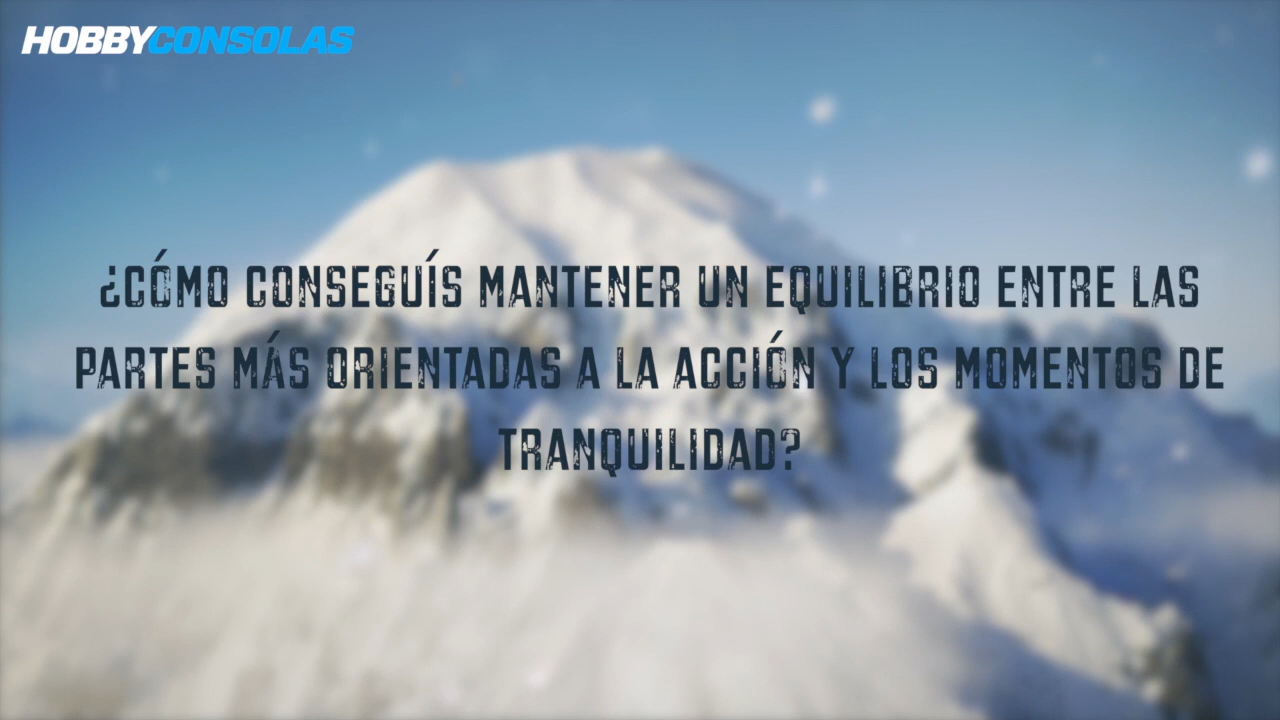 HOBBYCONSOLAS
¿CÓMO CONSEGUÍS MANTENER UN EQUILIBRIO ENTRE LAS
PARTES MÁS ORIENTADAS A LA ACCIÓN Y LOS MOMENTOS DE
TRANQUILIDAD?